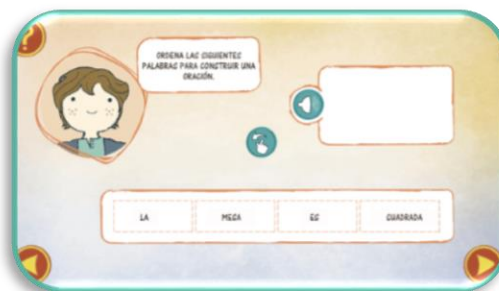 ORDENA LAS SIGUIENTES
PALABRAS PARA CONSTRUIR UNA
ORACIÓN.
LA MESA ES CUADRADA